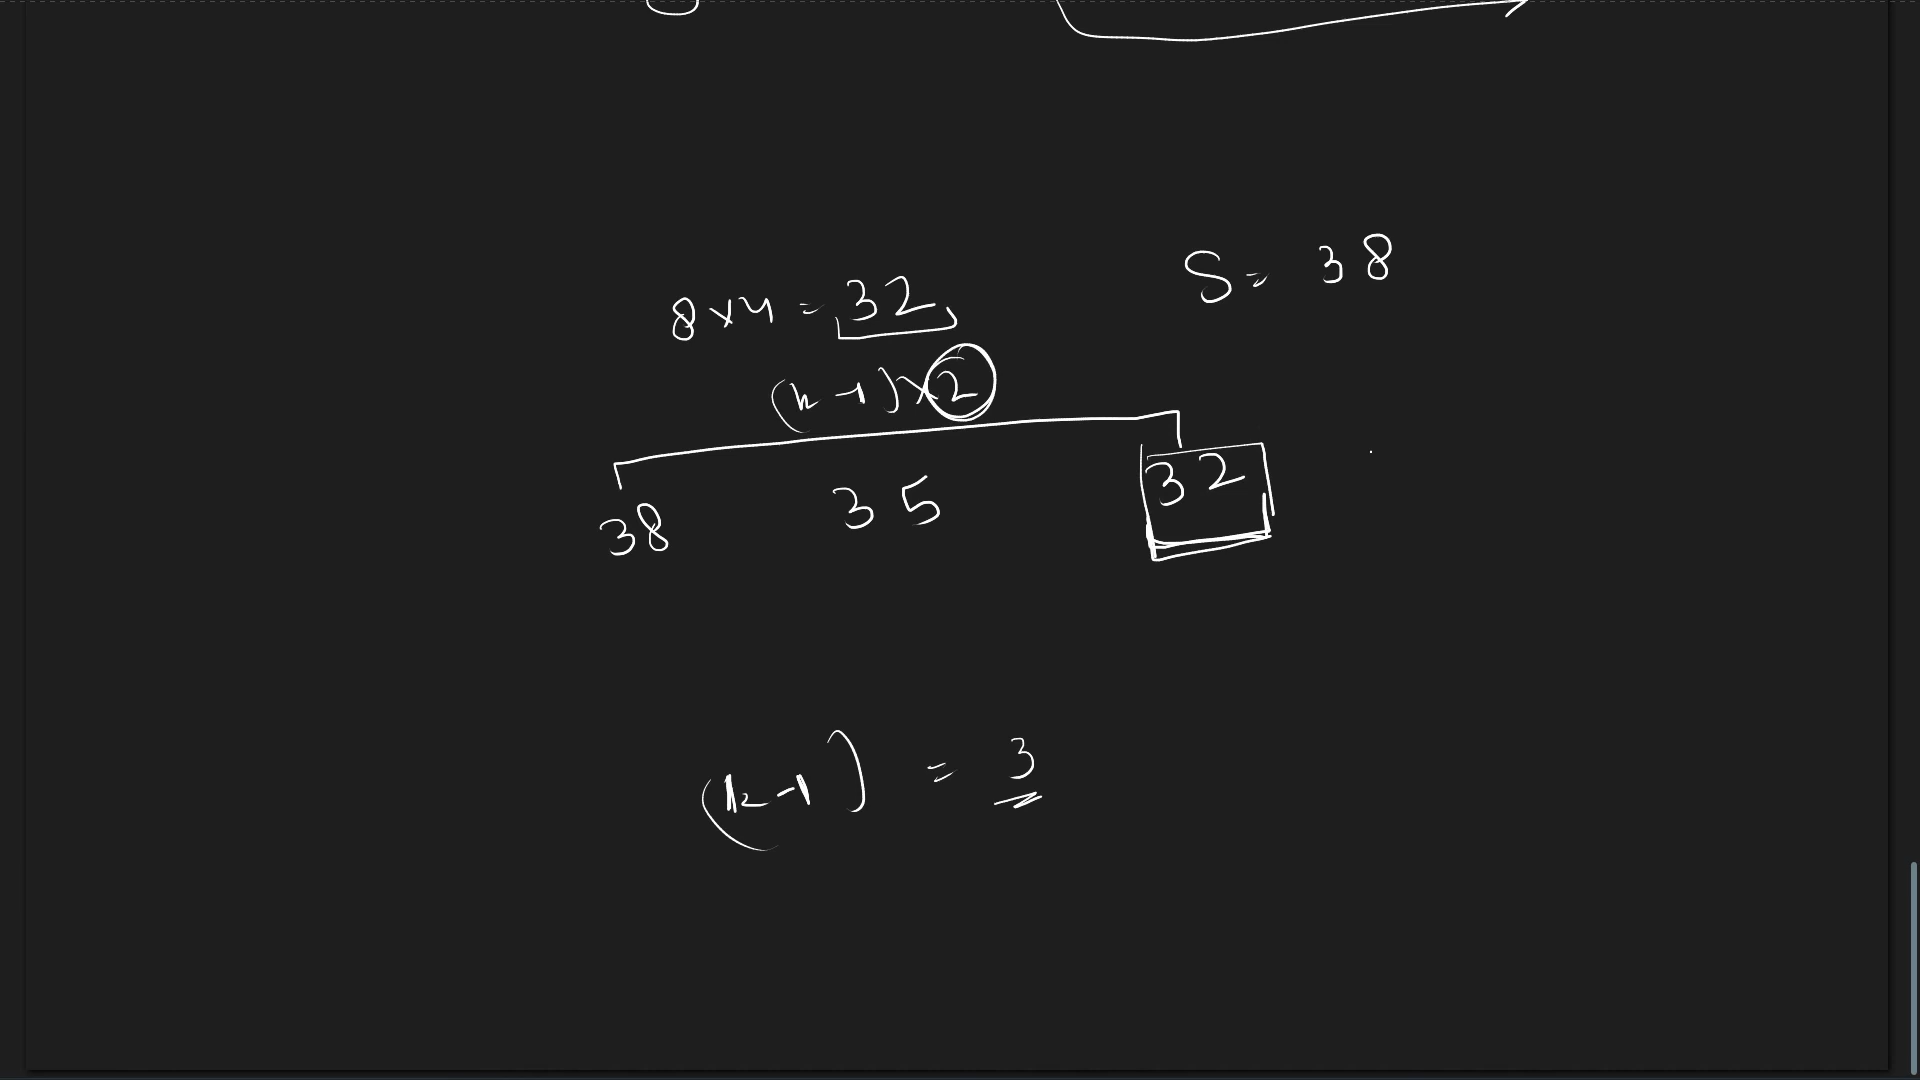 S = 38
8 x 4 = 32
(k-1) x 2
38 35 32
(k-1) = 3